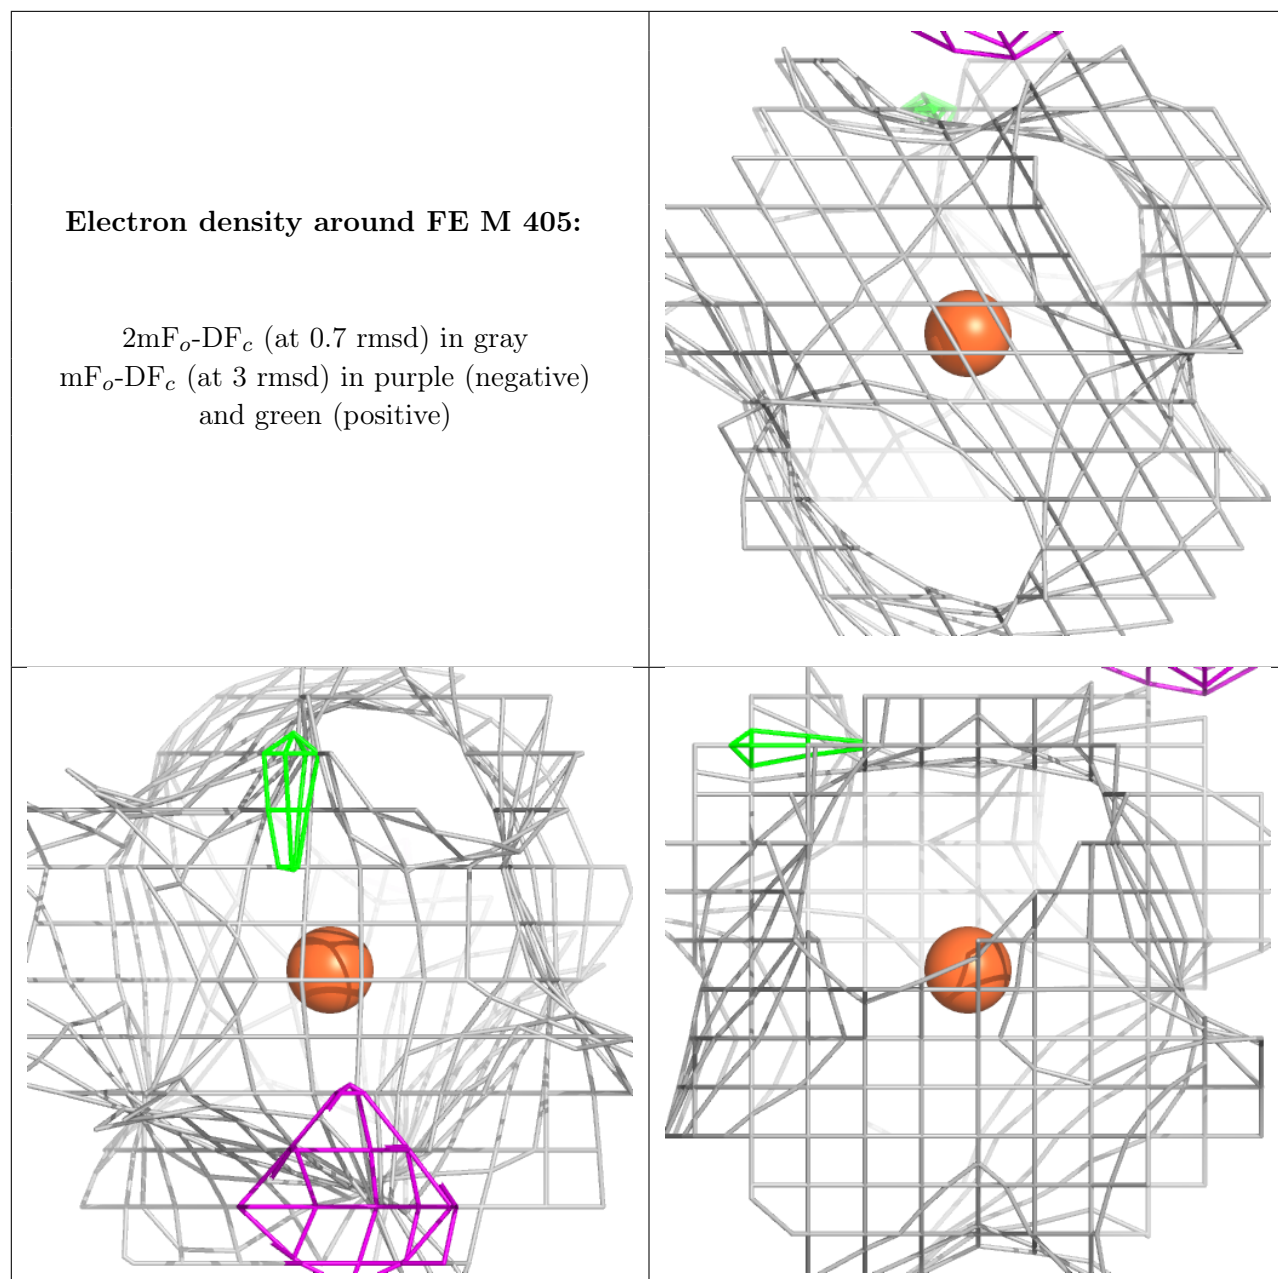 Electron density around FE M 405:
2mFo-DFc (at 0.7 rmsd) in gray
mFo-DFc (at 3 rmsd) in purple (negative)
and green (positive)